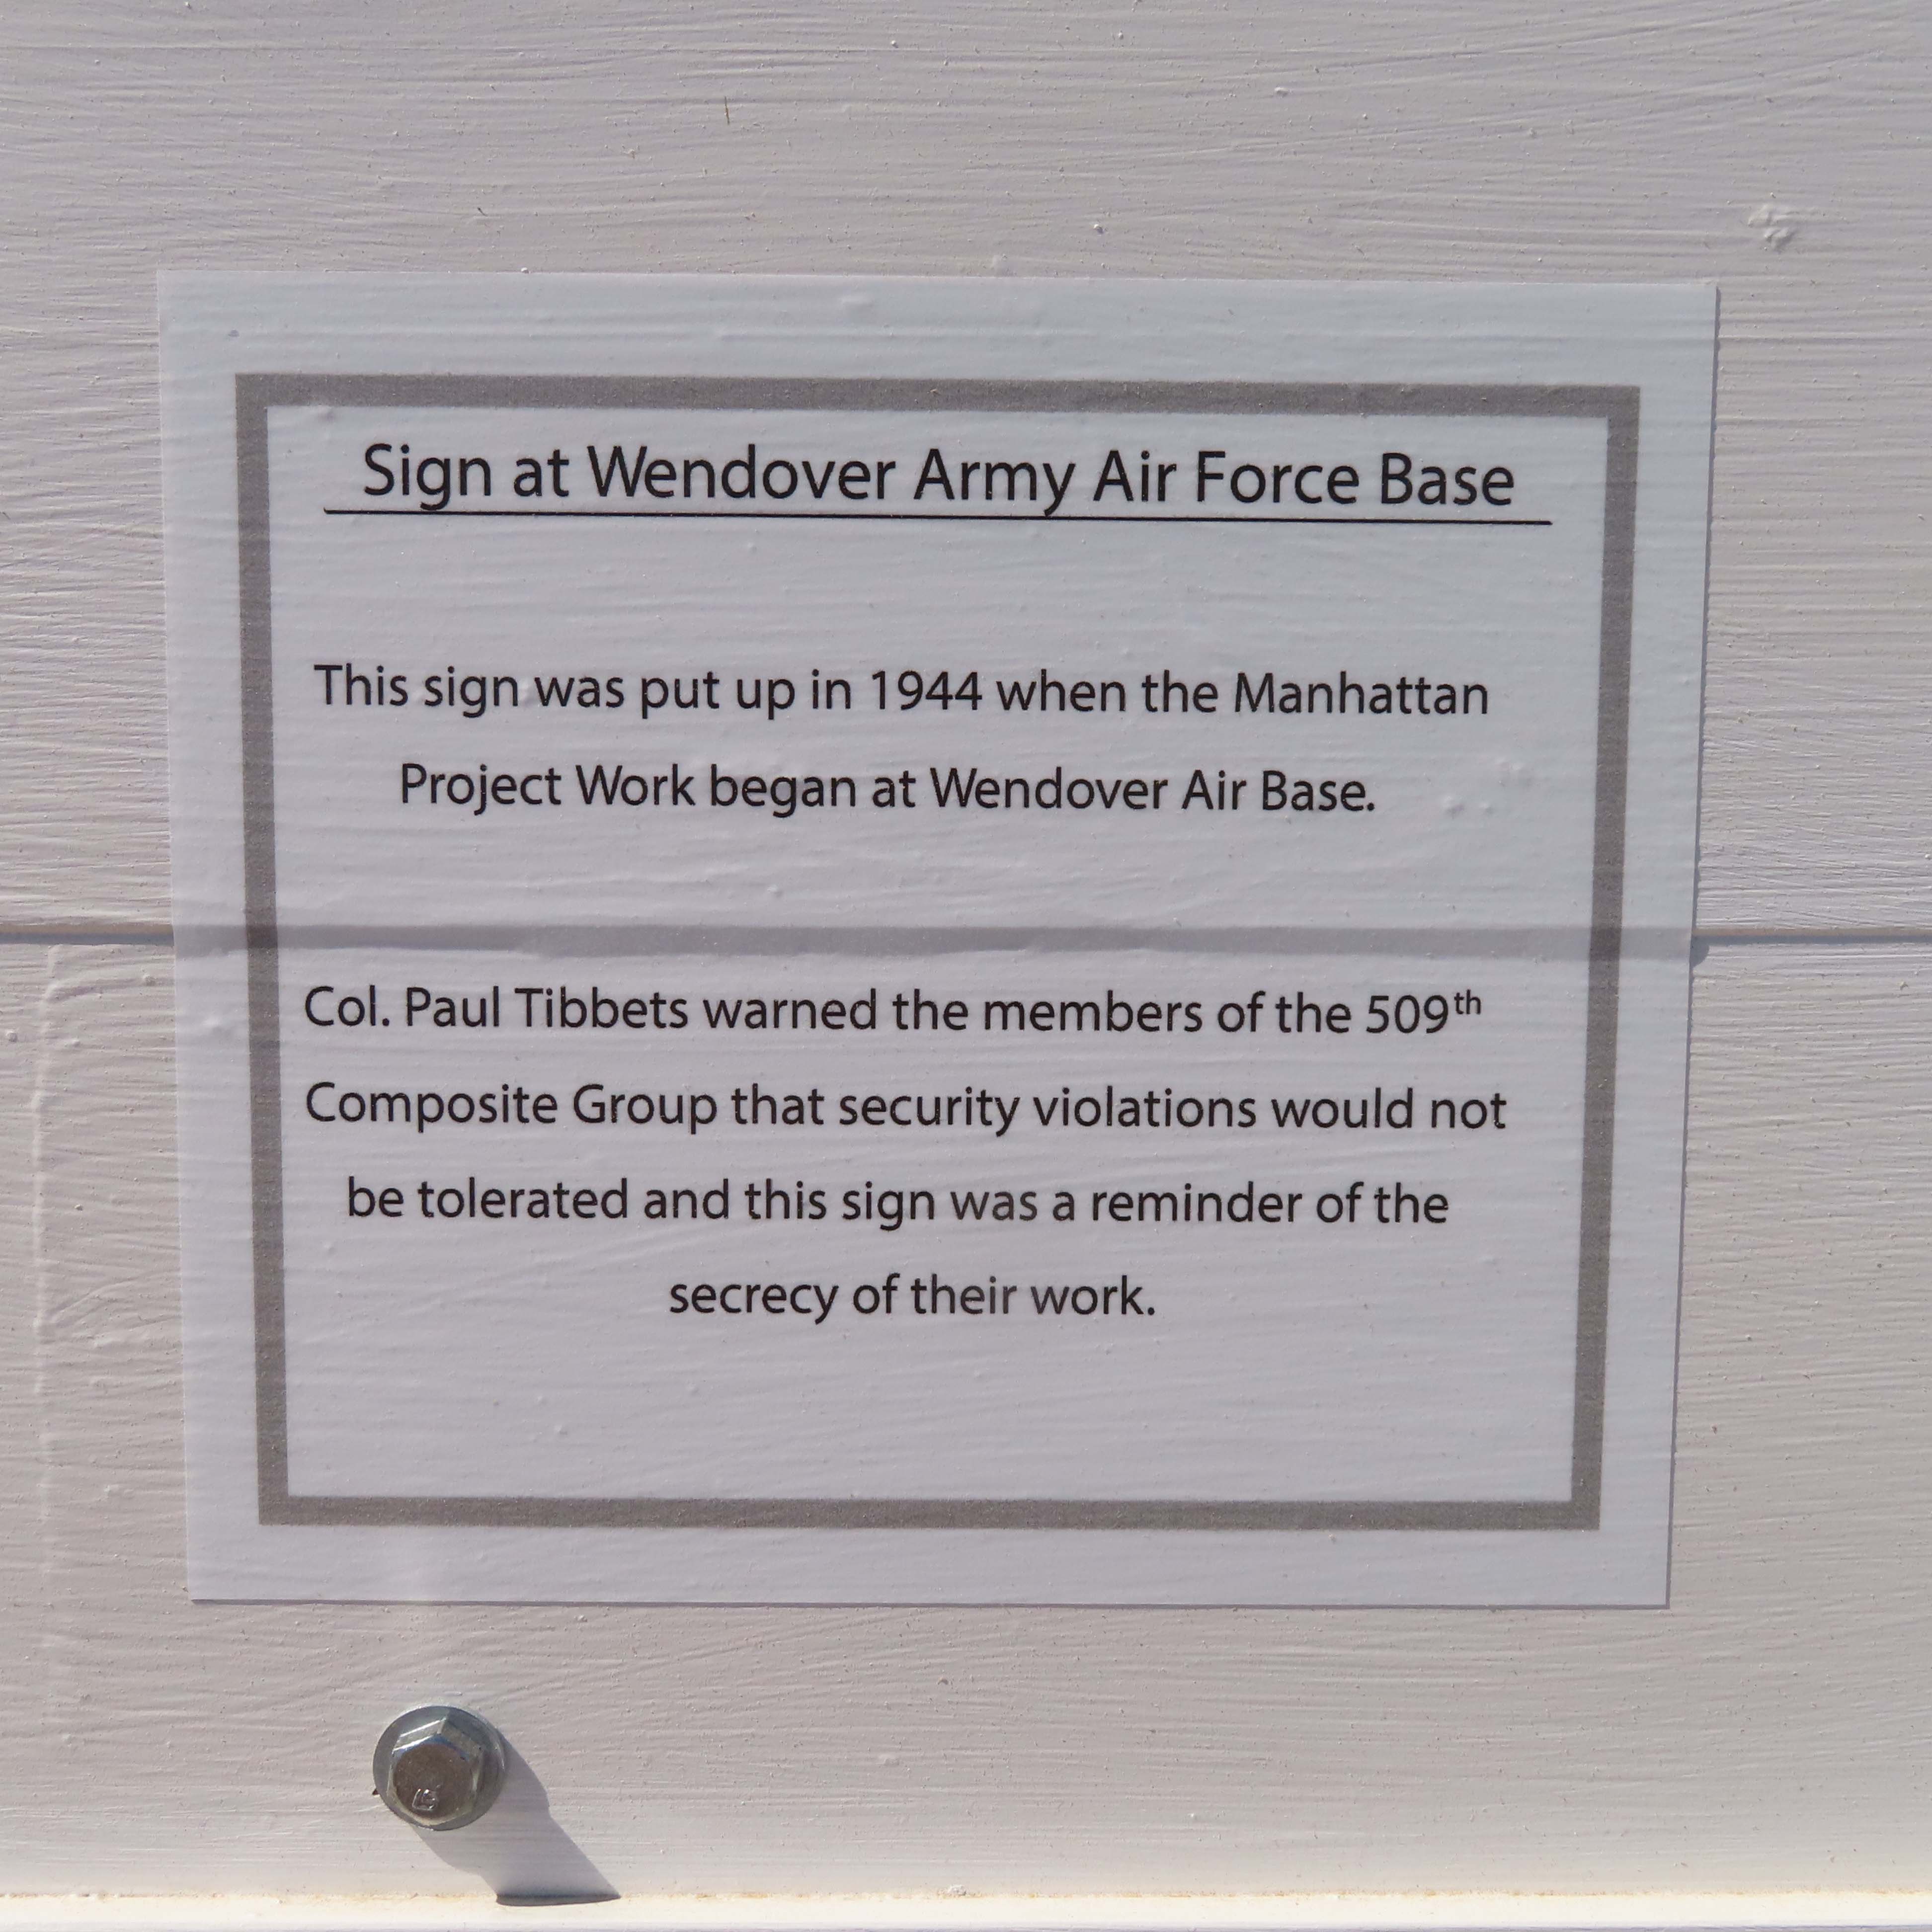 Sign at Wendover Army Air Force Base
This sign was put up in 1944 when the Manhattan
Project Work began at Wendover Air Base.
Col. Paul Tibbets warned the members of the 509th
Composite Group that security violations would not
be tolerated and this sign was a reminder of the
secrecy of their work.